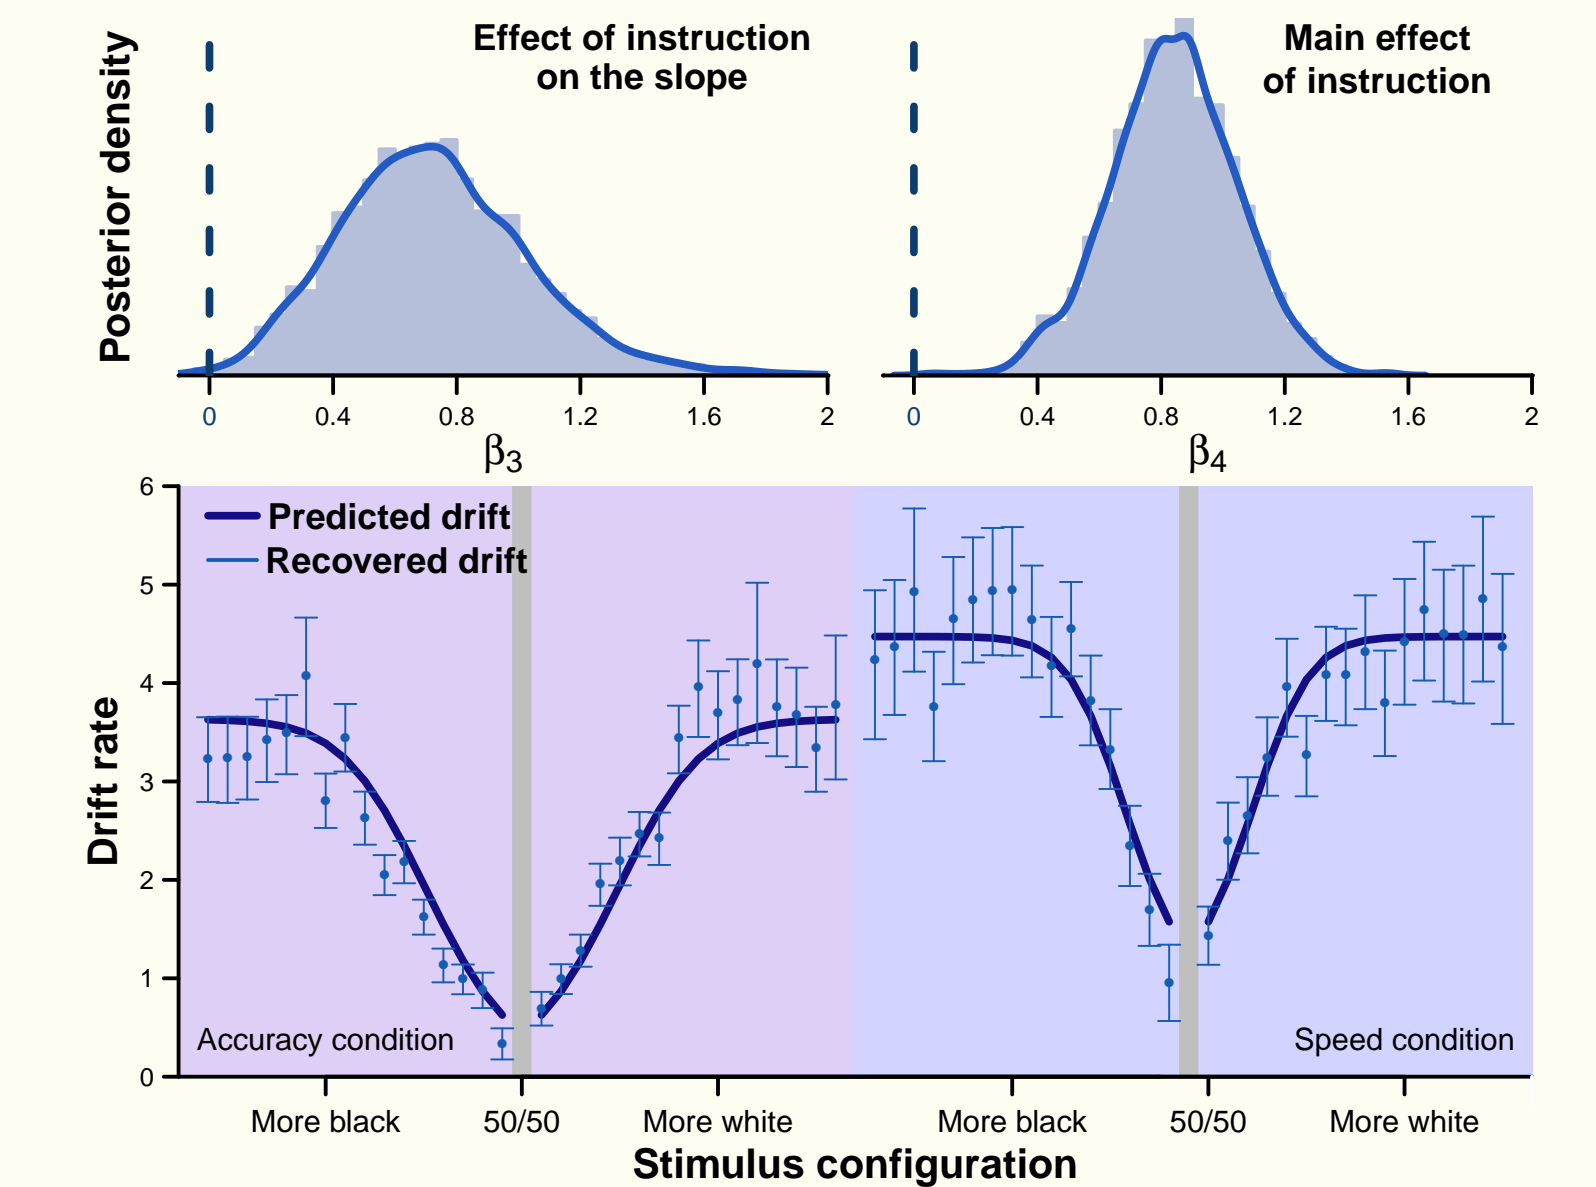 Effect of instruction
on the slope
Main effect
of instruction
Posterior density
0 0.4 0.8 1.2 1.6 2
β3
0 0.4 0.8 1.2 1.6 2
β4
Predicted drift
Recovered drift
Drift rate
6
5
4
3
2
1
0
Accuracy condition
Speed condition
More black 50/50 More white More black 50/50 More white
Stimulus configuration